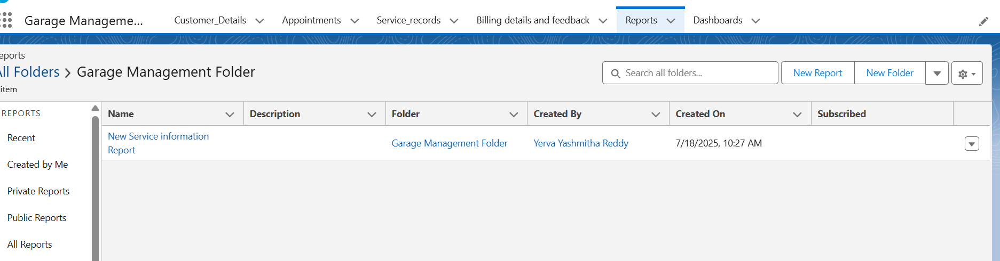 Garage Manageme...
Customer_Details
Appointments
Service_records
Billing details and feedback
Reports
Dashboards
eports
All Folders > Garage Management Folder
item
Search all folders...
New Report
New Folder
REPORTS
Recent
Created by Me
Private Reports
Public Reports
All Reports
Name
Description
Folder
Created By
Created On
Subscribed
New Service information
Report
Garage Management Folder
Yerva Yashmitha Reddy
7/18/2025, 10:27 AM